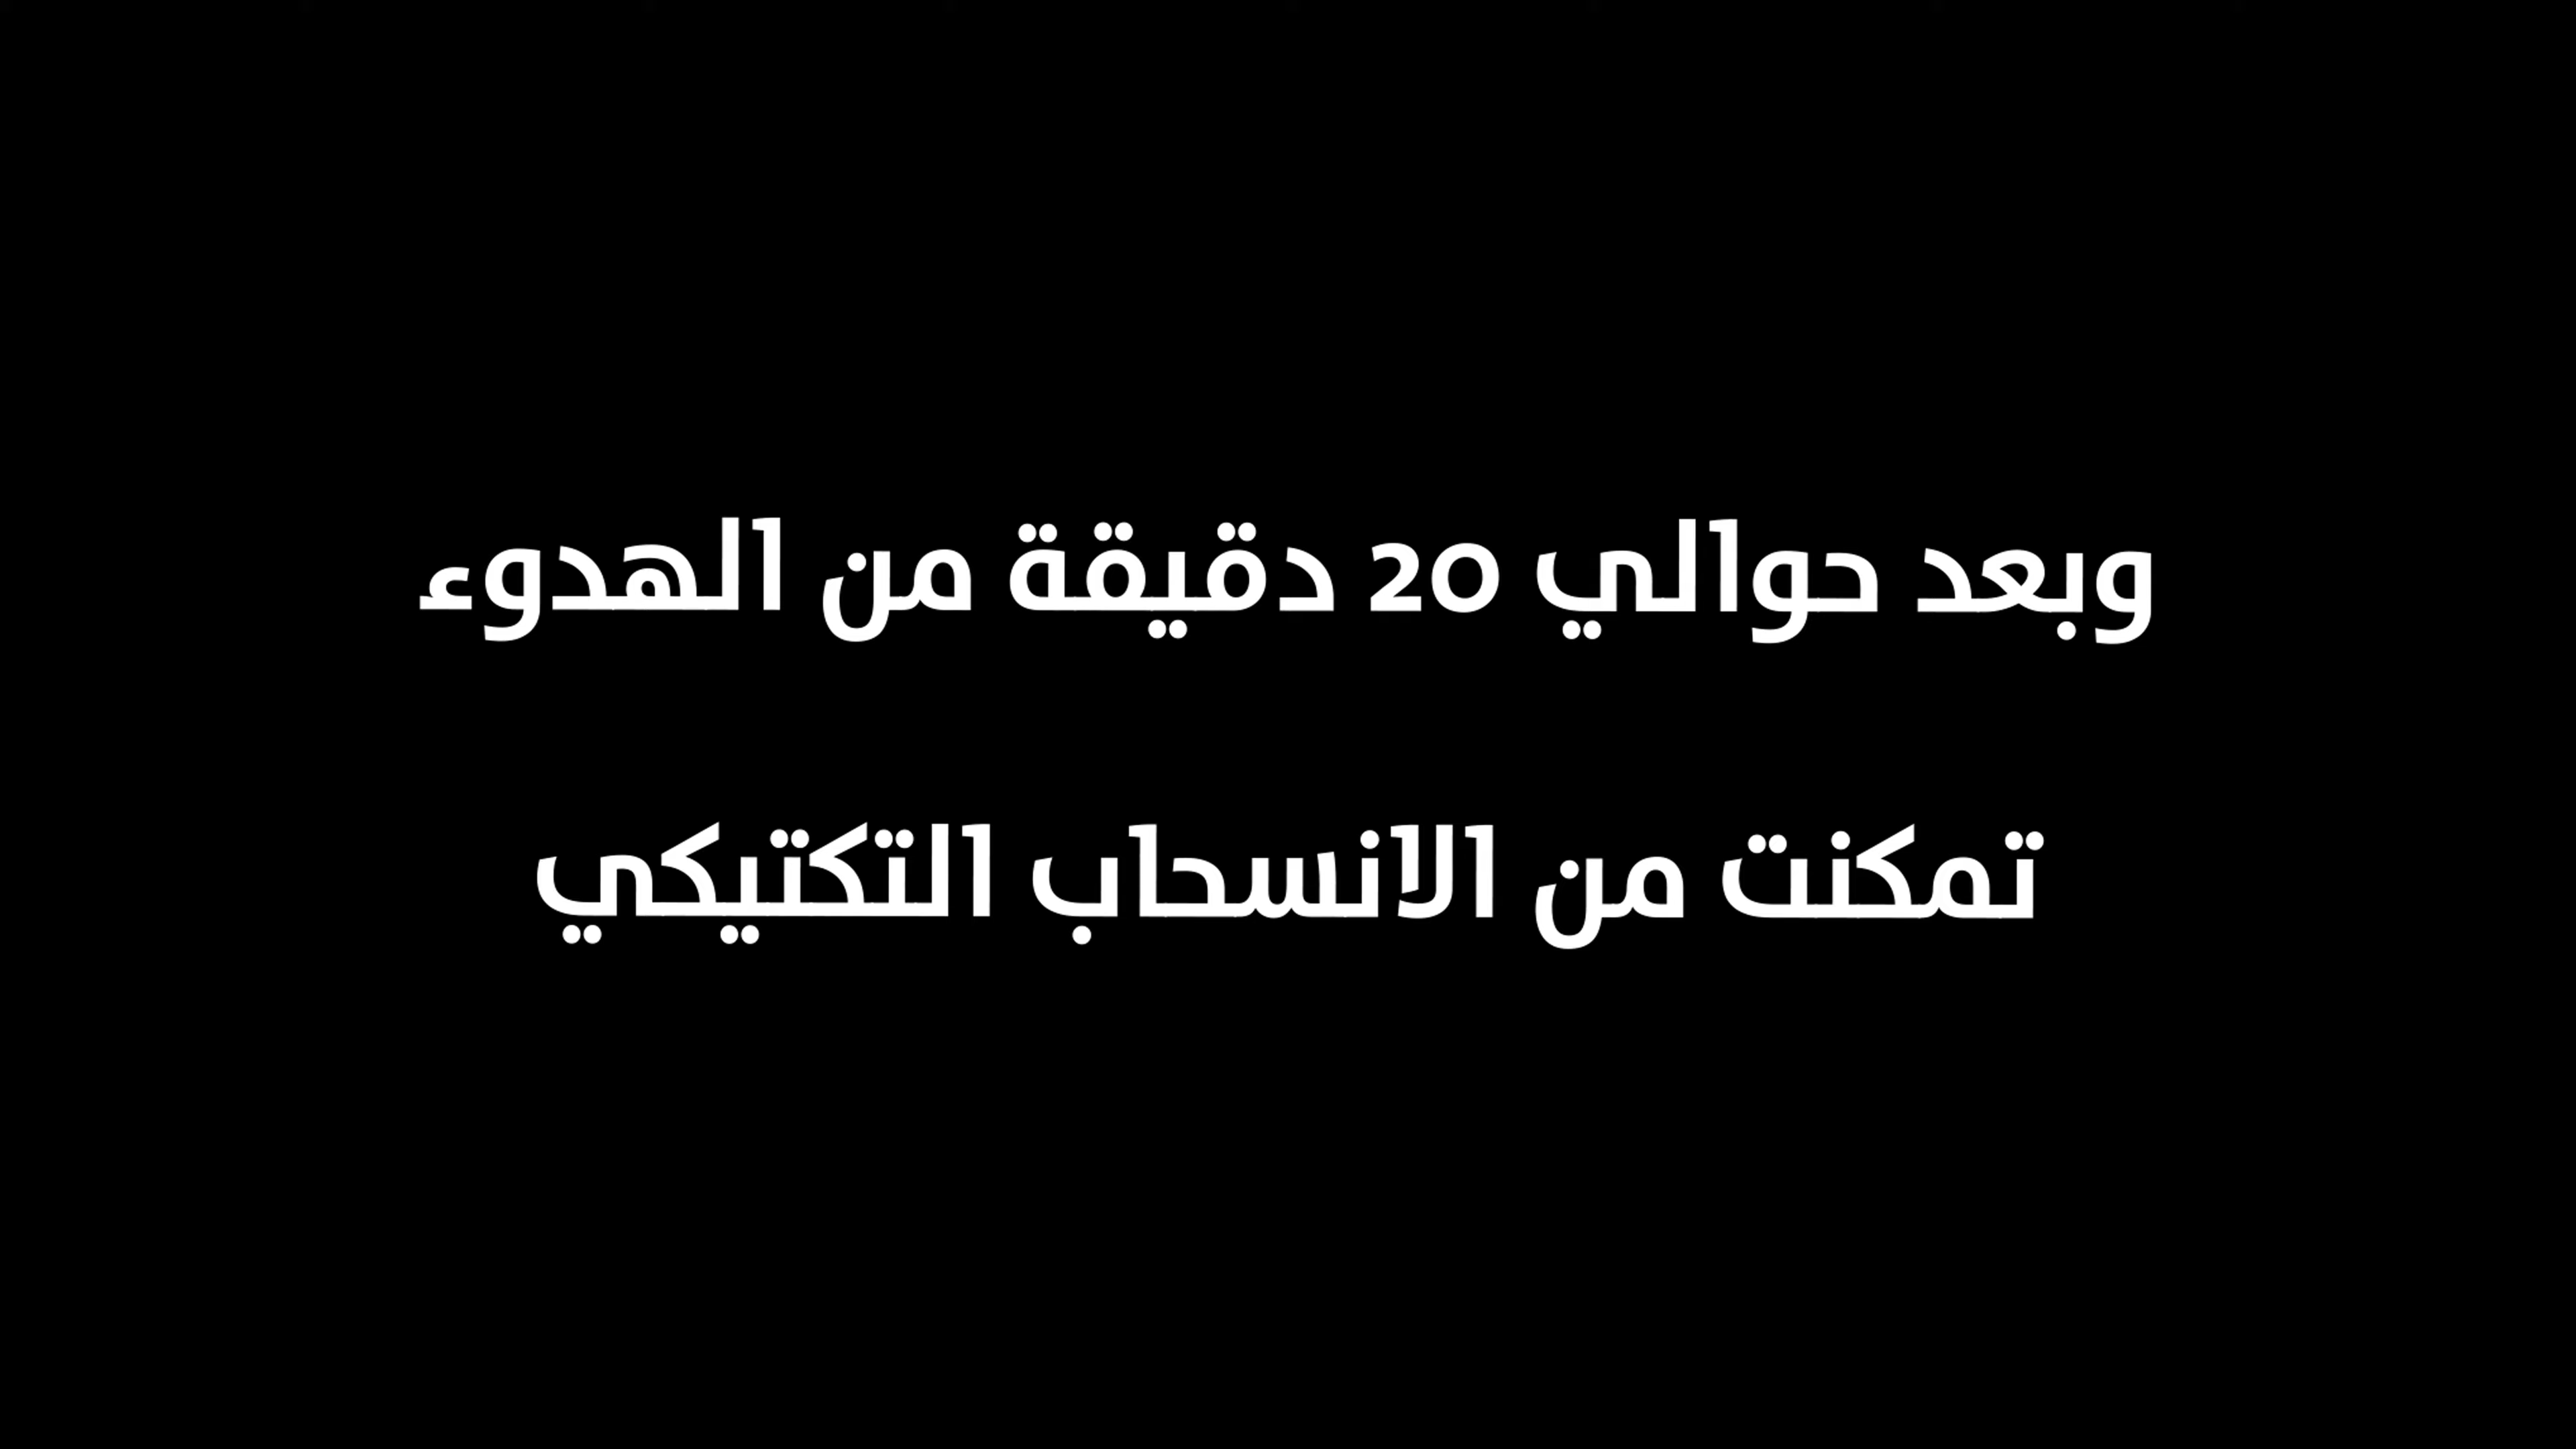 وبعد حوالي 20 دقيقة من الهدوء
تمكنت من الانسحاب التكتيكي